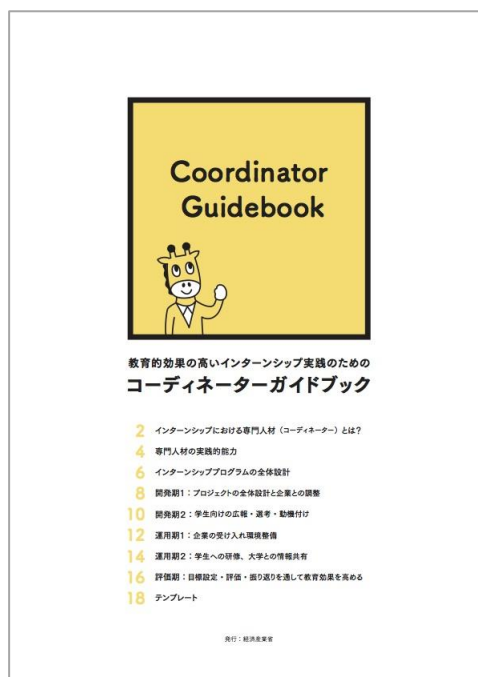 Coordinator
Guidebook
教育的効果の高いインターンシップ実践のための
コーディネーターガイドブック
2 インターンシップにおける専門人材（コーディネーター）とは？
4 専門人材の実践的能力
6 インターンシッププログラムの全体設計
8 開発期1：プロジェクトの全体設計と企業との調整
10 開発期2：学生向けの広報・選考・動機付け
12 運用期1：企業の受け入れ環境整備
14 運用期2：学生への研修、大学との情報共有
16 評価期：目標設定・評価・振り返りを通して教育効果を高める
18 テンプレート
発行：経済産業省